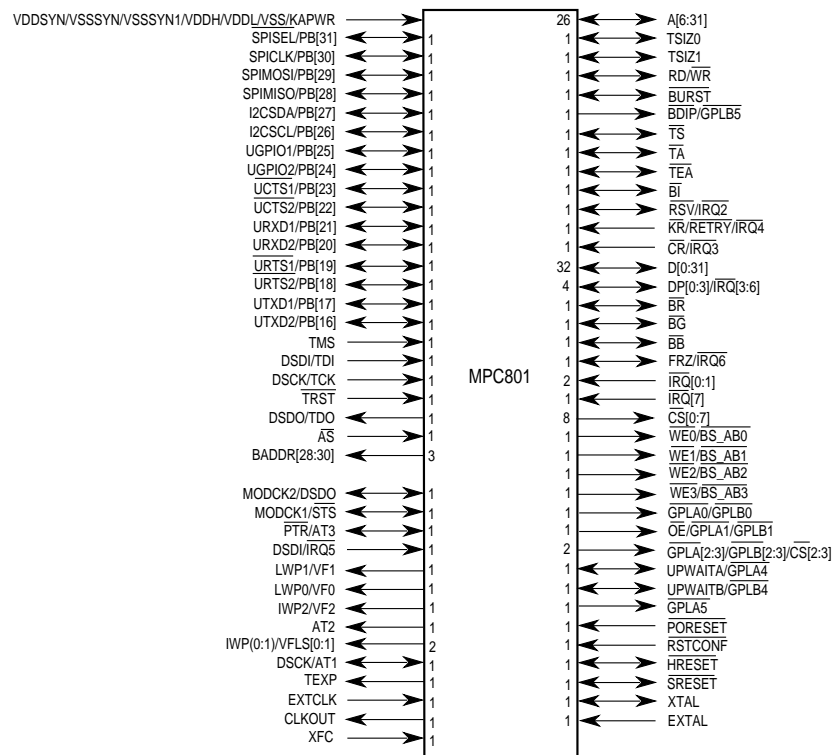 VDDSYN/VSSSYN/VSSSYN1/VDDH/VDDL/VSS/KAPWR 26 A[6:31]
SPISEL/PB[31] 1 1 TSIZ0
SPICLK/PB[30] 1 1 TSIZ1
SPIMOSI/PB[29] 1 1 RD/WR
SPIMISO/PB[28] 1 1 BURST
I2CSDA/PB[27] 1 1 BDIP/GPLB5
I2CSCL/PB[26] 1 1 TS
UGPIO1/PB[25] 1 1 TA
UGPIO2/PB[24] 1 1 TEA
UCTS1/PB[23] 1 1 BI
UCTS2/PB[22] 1 1 RSV/IRQ2
URXD1/PB[21] 1 1 KR/RETRY/IRQ4
URXD2/PB[20] 1 1 CR/IRQ3
URTS1/PB[19] 1 32 D[0:31]
URTS2/PB[18] 1 4 DP[0:3]/IRQ[3:6]
UTXD1/PB[17] 1 1 BR
UTXD2/PB[16] 1 1 BG
TMS 1 1 BB
DSDI/TDI 1 1 FRZ/IRQ6
MPC801
DSCK/TCK 1 2 IRQ[0:1]
TRST 1 1 IRQ[7]
DSDO/TDO 1 8 CS[0:7]
AS 1 1 WE0/BS_AB0
BADDR[28:30] 3 1 WE1/BS_AB1
1 WE2/BS_AB2
MODCK2/DSDO 1 1 WE3/BS_AB3
MODCK1/STS 1 1 GPLA0/GPLB0
PTR/AT3 1 1 OE/GPLA1/GPLB1
DSDI/IRQ5 1 2 GPLA[2:3]/GPLB[2:3]/CS[2:3]
LWP1/VF1 1 1 UPWAITA/GPLA4
LWP0/VF0 1 1 UPWAITB/GPLB4
IWP2/VF2 1 1 GPLA5
AT2 1 1 PORESET
IWP(0:1)/VFLS[0:1] 2 1 RSTCONF
DSCK/AT1 1 1 HRESET
TEXP 1 1 SRESET
EXTCLK 1 1 XTAL
CLKOUT 1 1 EXTAL
XFC 1